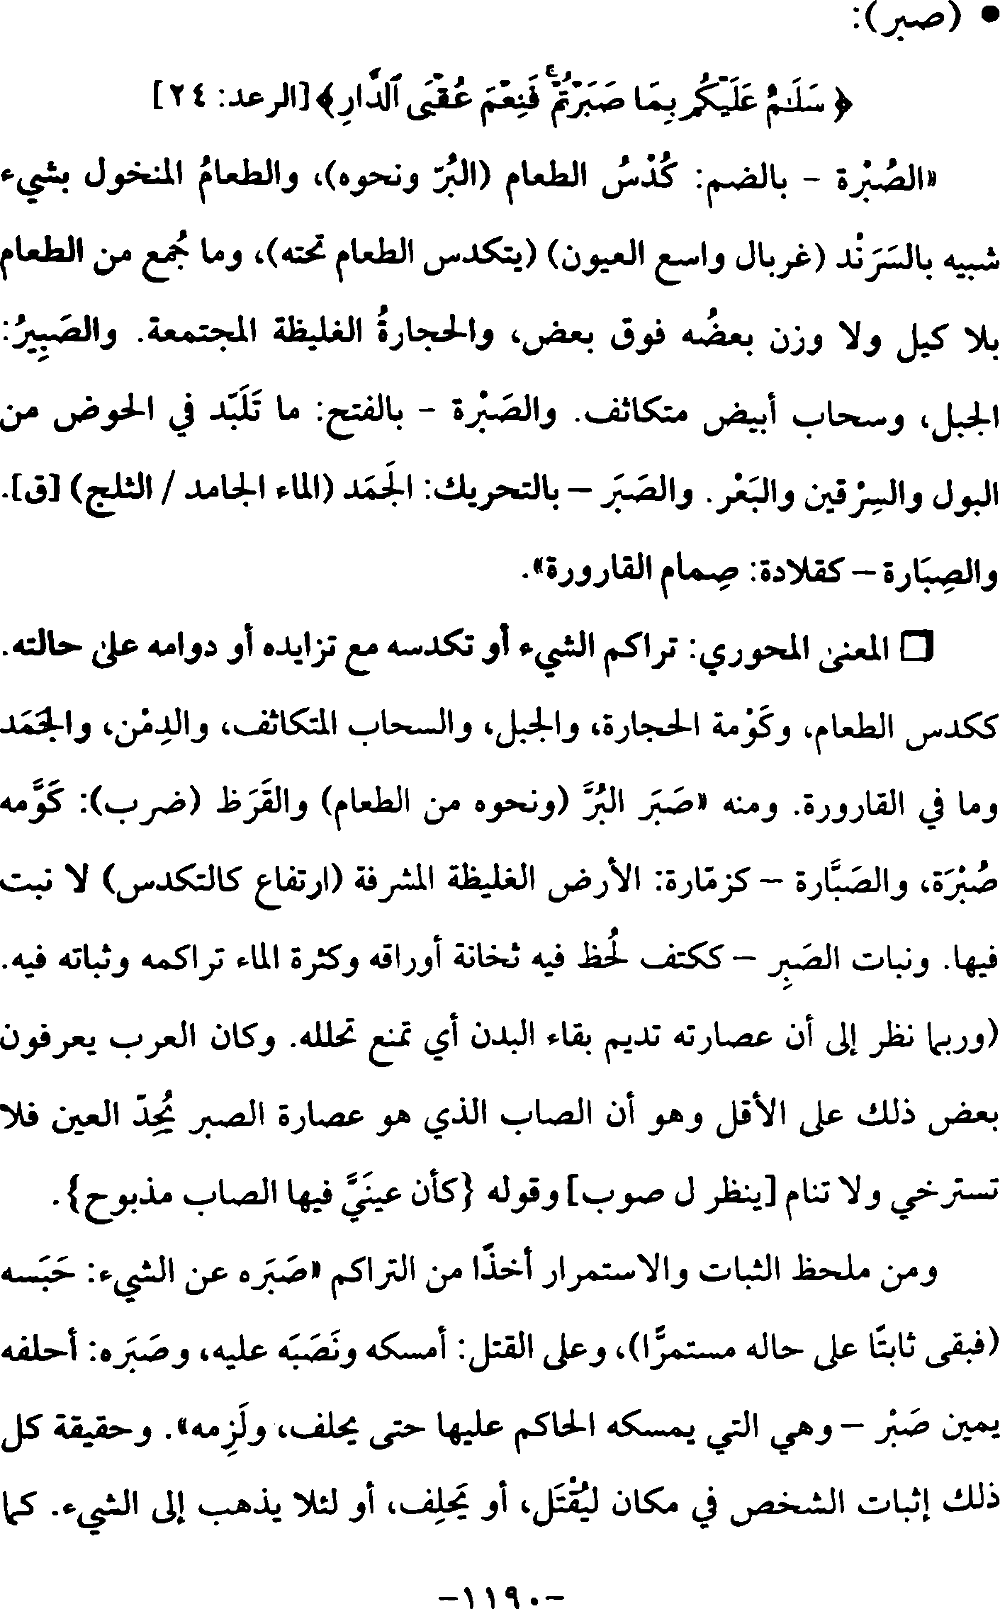 • (صبر):
﴿ سَلَـٰمٌ عَلَيْكُم بِمَا صَبَرْتُمْ ۚ فَنِعْمَ عُقْبَى ٱلدَّارِ ﴾ [الرعد: ٢٤]
«الصُبْرة - بالضم: كُدْسُ الطعام (البُرّ ونحوه)، والطعامُ المنخول بشيء
شبيه بالسَرَنْد (غربال واسع العيون) (يتكدس الطعام تحته)، وما جُمع من الطعام
بلا كيل ولا وزن بعضُه فوق بعض، والحجارةُ الغليظة المجتمعة. والصَبِيرُ:
الجبل، وسحاب أبيض متكاثف. والصَبْرة - بالفتح: ما تَلَبّد في الحوض من
البول والسِرْقين والبَعْر. والصَبَر – بالتحريك: الجَمَد (الماء الجامد / الثلج) [ق].
والصِبَارة – كقلادة: صِمام القارورة».
❑ المعنى المحوري: تراكم الشيء أو تكدسه مع تزايده أو دوامه على حالته.
ككدس الطعام، وكَوْمة الحجارة، والجبل، والسحاب المتكاثف، والدِمْن، والجَمَد
وما في القارورة. ومنه «صَبَر البُرَّ (ونحوه من الطعام) والقَرَظ (ضرب): كَوَّمه
صُبْرَة، والصَبَّارة – كزمّارة: الأرض الغليظة المشرفة (ارتفاع كالتكدس) لا نبت
فيها. ونبات الصَبِر – ككتف لُحظ فيه ثخانة أوراقه وكثرة الماء تراكمه وثباته فيه.
(وربما نظر إلى أن عصارته تديم بقاء البدن أي تمنع تحلله. وكان العرب يعرفون
بعض ذلك على الأقل وهو أن الصاب الذي هو عصارة الصبر يُحِدّ العين فلا
تسترخي ولا تنام [ينظر ل صوب] وقوله {كأن عينَيَّ فيها الصاب مذبوح}.
ومن ملحظ الثبات والاستمرار أخذًا من التراكم «صَبَره عن الشيء: حَبَسه
(فبقى ثابتًا على حاله مستمرًّا)، وعلى القتل: أمسكه ونَصَبَه عليه، وصَبَره: أحلفه
يمين صَبْر – وهي التي يمسكه الحاكم عليها حتى يحلف، ولَزِمه». وحقيقة كل
ذلك إثبات الشخص في مكان ليُقْتَل، أو يَحلِف، أو لئلا يذهب إلى الشيء. كما
-١١٩٠-